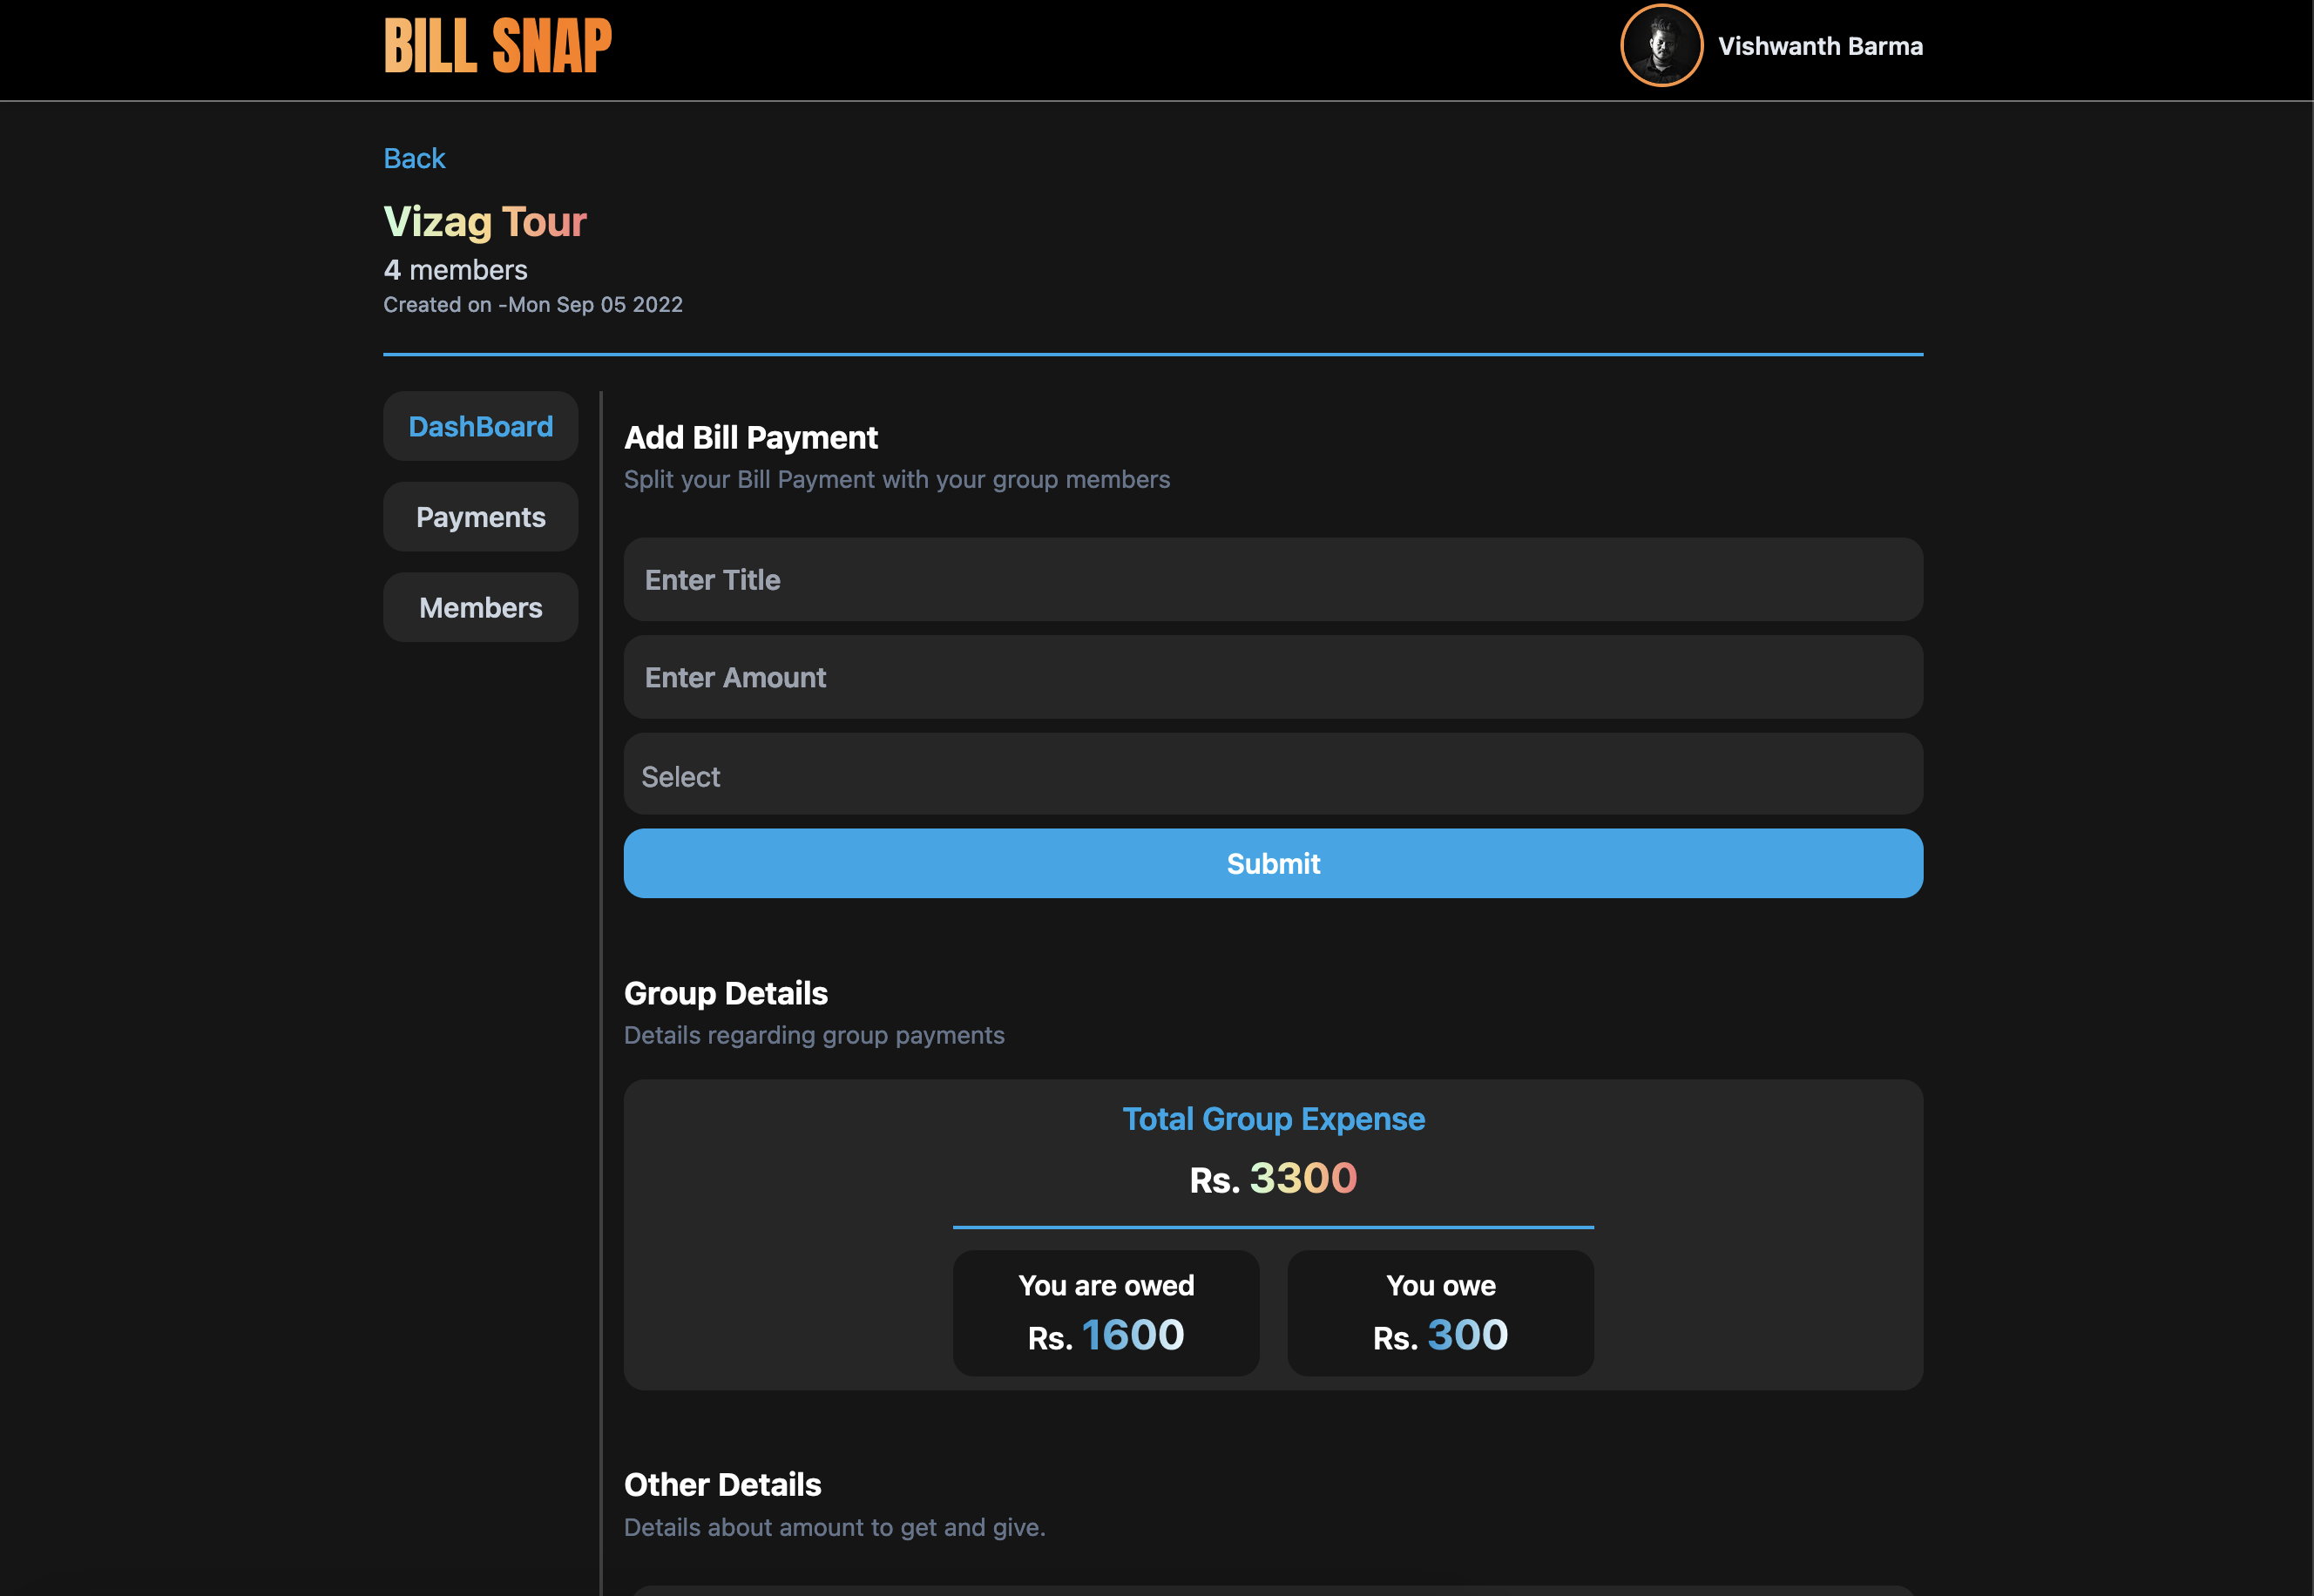 BILL SNAP
Vishwanth Barma
Back
Vizag Tour
4 members
Created on -Mon Sep 05 2022
DashBoard
Payments
Members
Add Bill Payment
Split your Bill Payment with your group members
Enter Title
Enter Amount
Select
Submit
Group Details
Details regarding group payments
Total Group Expense
Rs. 3300
You are owed
Rs. 1600
You owe
Rs. 300
Other Details
Details about amount to get and give.